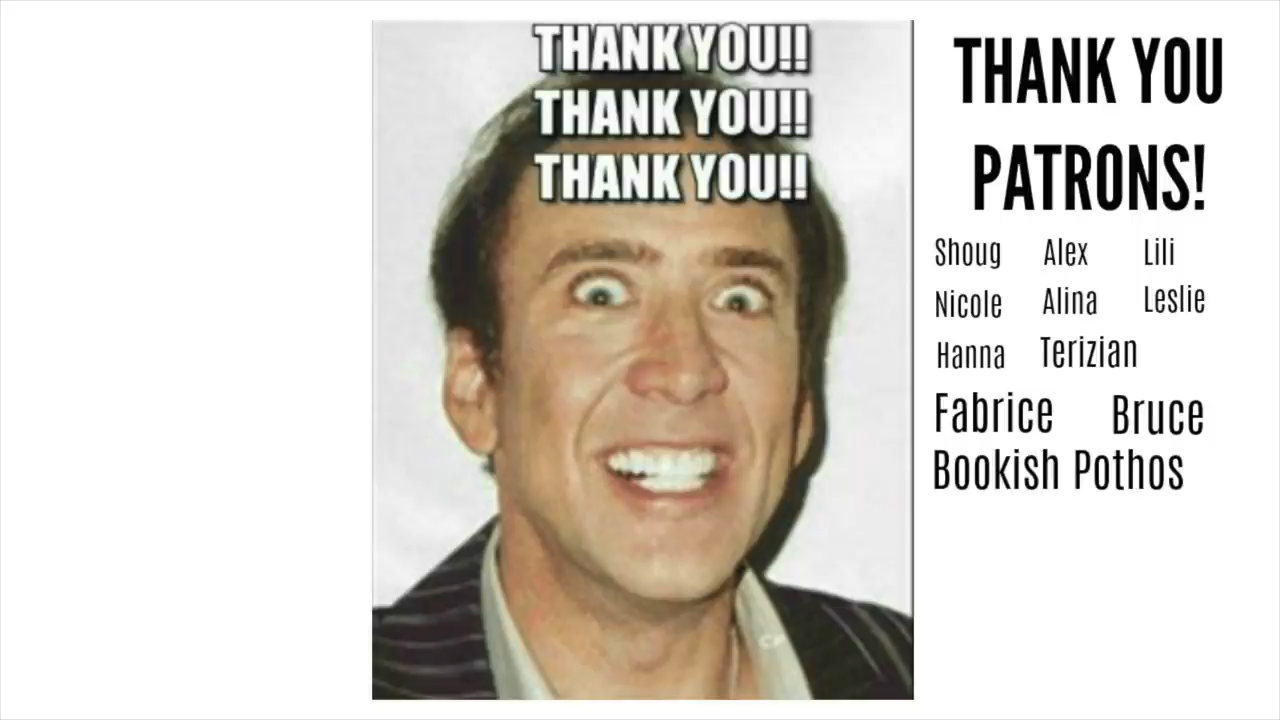 THANK YOU!!
THANK YOU!!
THANK YOU!!
THANK YOU
PATRONS!
Shoug Alex Lili
Nicole Alina Leslie
Hanna Terizian
Fabrice Bruce
Bookish Pothos